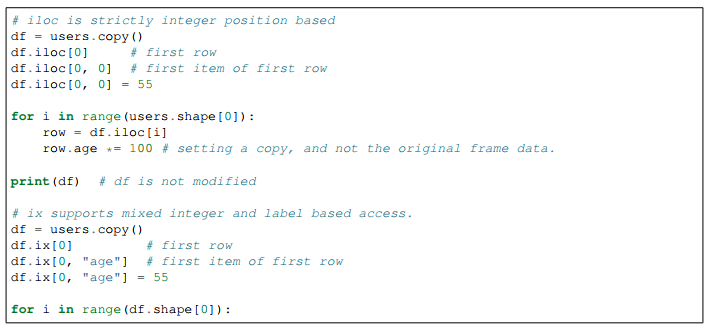 # iloc is strictly integer position based
df = users.copy()
df.iloc[0]      # first row
df.iloc[0, 0]  # first item of first row
df.iloc[0, 0] = 55

for i in range(users.shape[0]):
    row = df.iloc[i]
    row.age *= 100 # setting a copy, and not the original frame data.

print(df)  # df is not modified

# ix supports mixed integer and label based access.
df = users.copy()
df.ix[0]         # first row
df.ix[0, "age"]  # first item of first row
df.ix[0, "age"] = 55

for i in range(df.shape[0]):